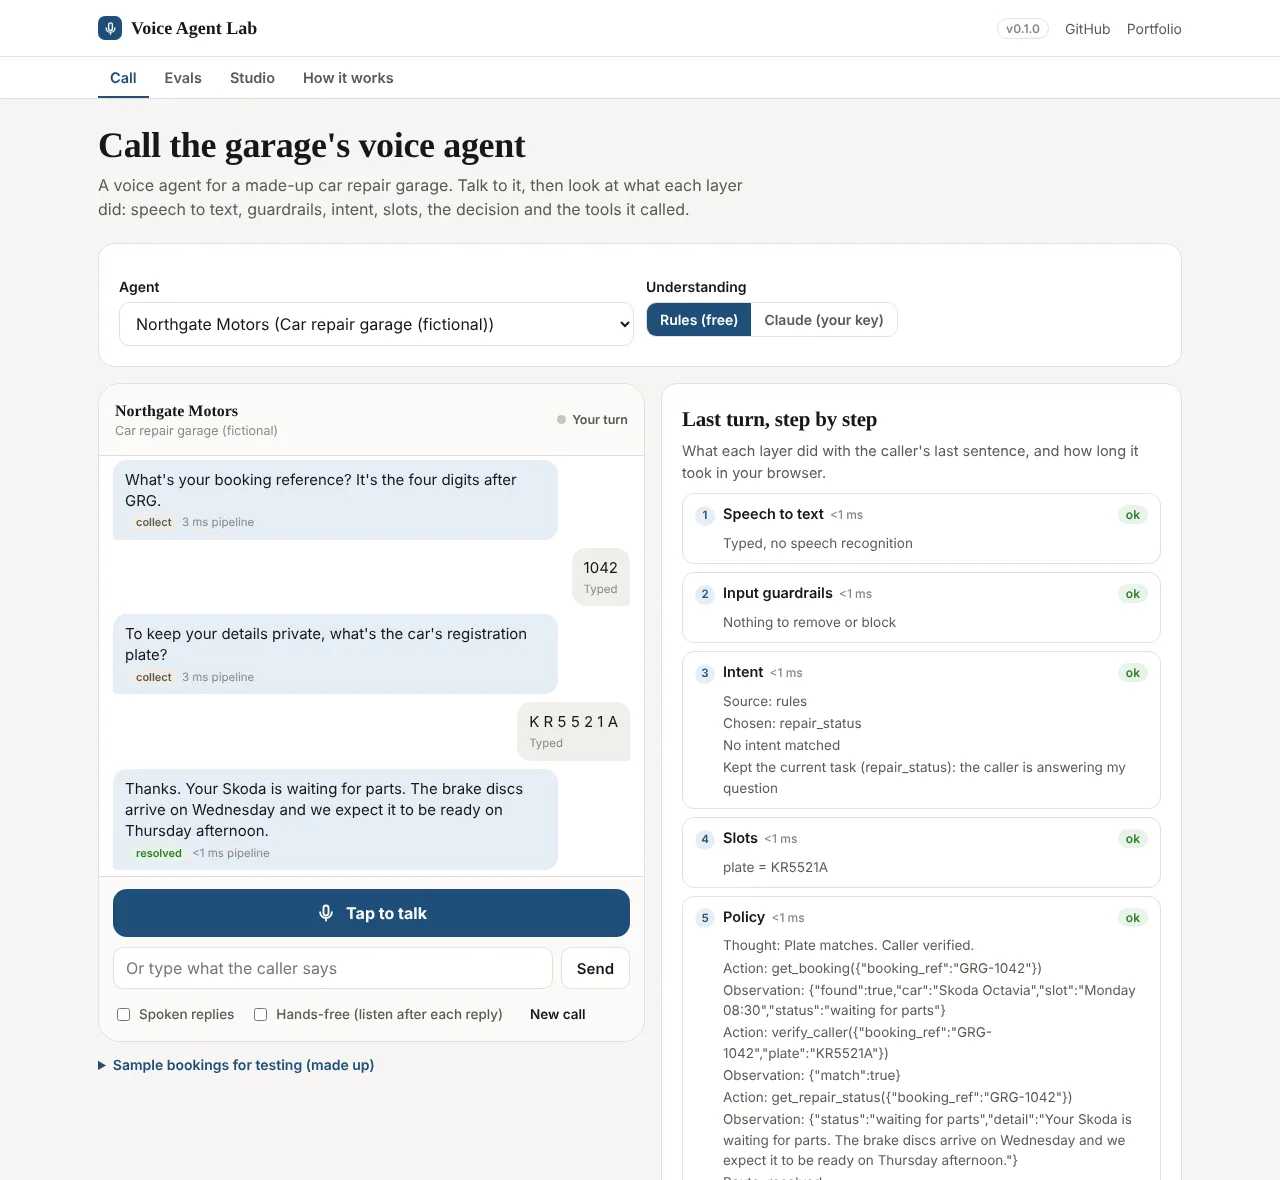 Voice Agent Lab
v0.1.0
GitHub
Portfolio
Call
Evals
Studio
How it works
Call the garage's voice agent
A voice agent for a made-up car repair garage. Talk to it, then look at what each layer
did: speech to text, guardrails, intent, slots, the decision and the tools it called.
Agent
Northgate Motors (Car repair garage (fictional))
Understanding
Rules (free)
Claude (your key)
Northgate Motors
Car repair garage (fictional)
Your turn
What's your booking reference? It's the four digits after
GRG.
collect 3 ms pipeline
1042
Typed
To keep your details private, what's the car's registration
plate?
collect 3 ms pipeline
K R 5 5 2 1 A
Typed
Thanks. Your Skoda is waiting for parts. The brake discs
arrive on Wednesday and we expect it to be ready on
Thursday afternoon.
resolved <1 ms pipeline
Tap to talk
Or type what the caller says
Send
Spoken replies
Hands-free (listen after each reply)
New call
Sample bookings for testing (made up)
Last turn, step by step
What each layer did with the caller's last sentence, and how long it
took in your browser.
1 Speech to text <1 ms ok
Typed, no speech recognition
2 Input guardrails <1 ms ok
Nothing to remove or block
3 Intent <1 ms ok
Source: rules
Chosen: repair_status
No intent matched
Kept the current task (repair_status): the caller is answering my
question
4 Slots <1 ms ok
plate = KR5521A
5 Policy <1 ms ok
Thought: Plate matches. Caller verified.
Action: get_booking({"booking_ref":"GRG-1042"})
Observation: {"found":true,"car":"Skoda Octavia","slot":"Monday
08:30","status":"waiting for parts"}
Action: verify_caller({"booking_ref":"GRG-
1042","plate":"KR5521A"})
Observation: {"match":true}
Action: get_repair_status({"booking_ref":"GRG-1042"})
Observation: {"status":"waiting for parts","detail":"Your Skoda is
waiting for parts. The brake discs arrive on Wednesday and we
expect it to be ready on Thursday afternoon."}